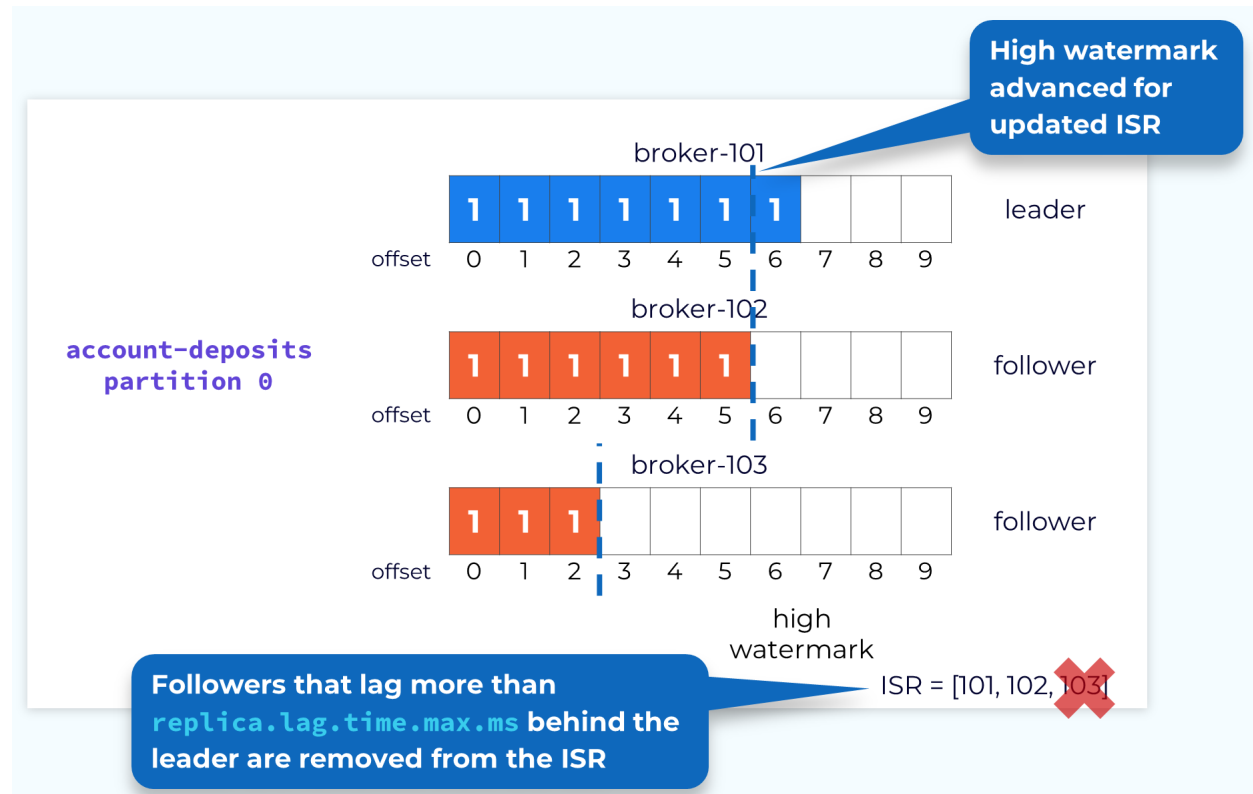 High watermark
advanced for
updated ISR
broker-101
1 1 1 1 1 1 1
leader
offset 0 1 2 3 4 5 6 7 8 9
broker-102
account-deposits
partition 0
1 1 1 1 1 1
follower
offset 0 1 2 3 4 5 6 7 8 9
broker-103
1 1 1
follower
offset 0 1 2 3 4 5 6 7 8 9
high
watermark
ISR = [101, 102, 103]
Followers that lag more than
replica.lag.time.max.ms behind the
leader are removed from the ISR